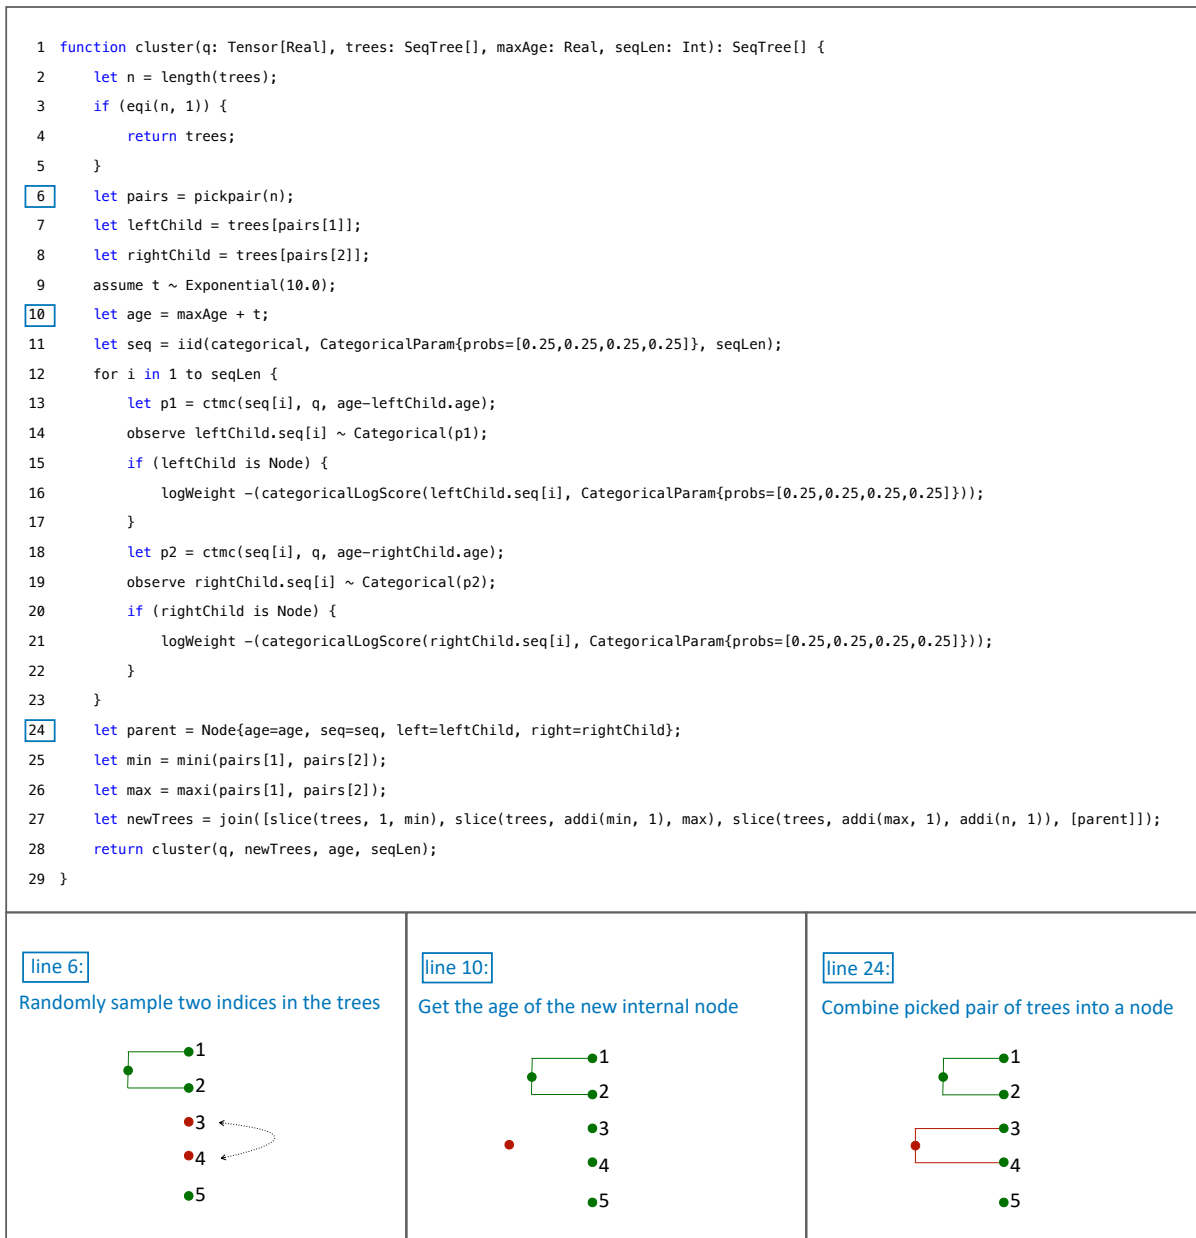 1 function cluster(q: Tensor[Real], trees: SeqTree[], maxAge: Real, seqLen: Int): SeqTree[] {
2     let n = length(trees);
3     if (eqi(n, 1)) {
4         return trees;
5     }
6     let pairs = pickpair(n);
7     let leftChild = trees[pairs[1]];
8     let rightChild = trees[pairs[2]];
9     assume t ~ Exponential(10.0);
10     let age = maxAge + t;
11     let seq = iid(categorical, CategoricalParam{probs=[0.25,0.25,0.25,0.25]}, seqLen);
12     for i in 1 to seqLen {
13         let p1 = ctmc(seq[i], q, age-leftChild.age);
14         observe leftChild.seq[i] ~ Categorical(p1);
15         if (leftChild is Node) {
16             logWeight -(categoricalLogScore(leftChild.seq[i], CategoricalParam{probs=[0.25,0.25,0.25,0.25]}));
17         }
18         let p2 = ctmc(seq[i], q, age-rightChild.age);
19         observe rightChild.seq[i] ~ Categorical(p2);
20         if (rightChild is Node) {
21             logWeight -(categoricalLogScore(rightChild.seq[i], CategoricalParam{probs=[0.25,0.25,0.25,0.25]}));
22         }
23     }
24     let parent = Node{age=age, seq=seq, left=leftChild, right=rightChild};
25     let min = mini(pairs[1], pairs[2]);
26     let max = maxi(pairs[1], pairs[2]);
27     let newTrees = join([slice(trees, 1, min), slice(trees, addi(min, 1), max), slice(trees, addi(max, 1), addi(n, 1)), [parent]]);
28     return cluster(q, newTrees, age, seqLen);
29 }
line 6:
Randomly sample two indices in the trees
1
2
3
4
5
line 10:
Get the age of the new internal node
1
2
3
4
5
line 24:
Combine picked pair of trees into a node
1
2
3
4
5